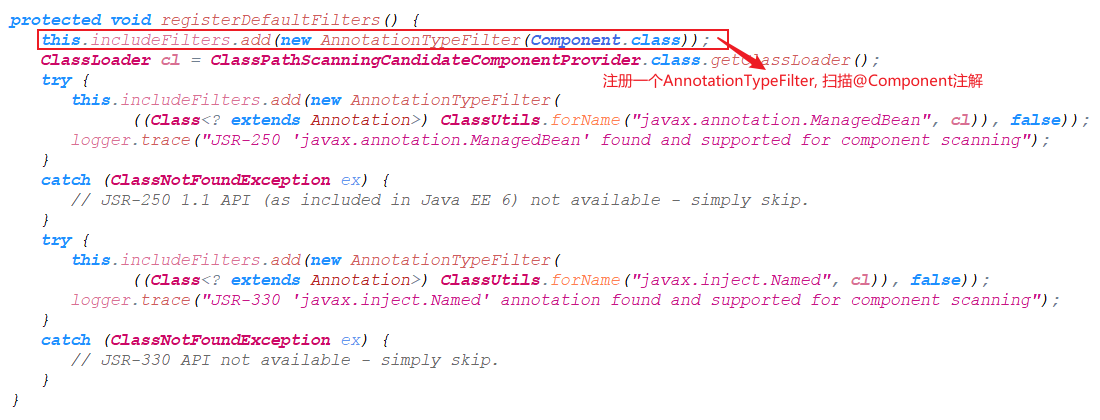 protected void registerDefaultFilters() {
this.includeFilters.add(new AnnotationTypeFilter(Component.class));
ClassLoader cl = ClassPathScanningCandidateComponentProvider.class.getClassLoader();
注册一个AnnotationTypeFilter, 扫描@Component注解
try {
this.includeFilters.add(new AnnotationTypeFilter(
((Class<? extends Annotation>) ClassUtils.forName("javax.annotation.ManagedBean", cl)), false));
logger.trace("JSR-250 'javax.annotation.ManagedBean' found and supported for component scanning");
}
catch (ClassNotFoundException ex) {
// JSR-250 1.1 API (as included in Java EE 6) not available - simply skip.
}
try {
this.includeFilters.add(new AnnotationTypeFilter(
((Class<? extends Annotation>) ClassUtils.forName("javax.inject.Named", cl)), false));
logger.trace("JSR-330 'javax.inject.Named' annotation found and supported for component scanning");
}
catch (ClassNotFoundException ex) {
// JSR-330 API not available - simply skip.
}
}